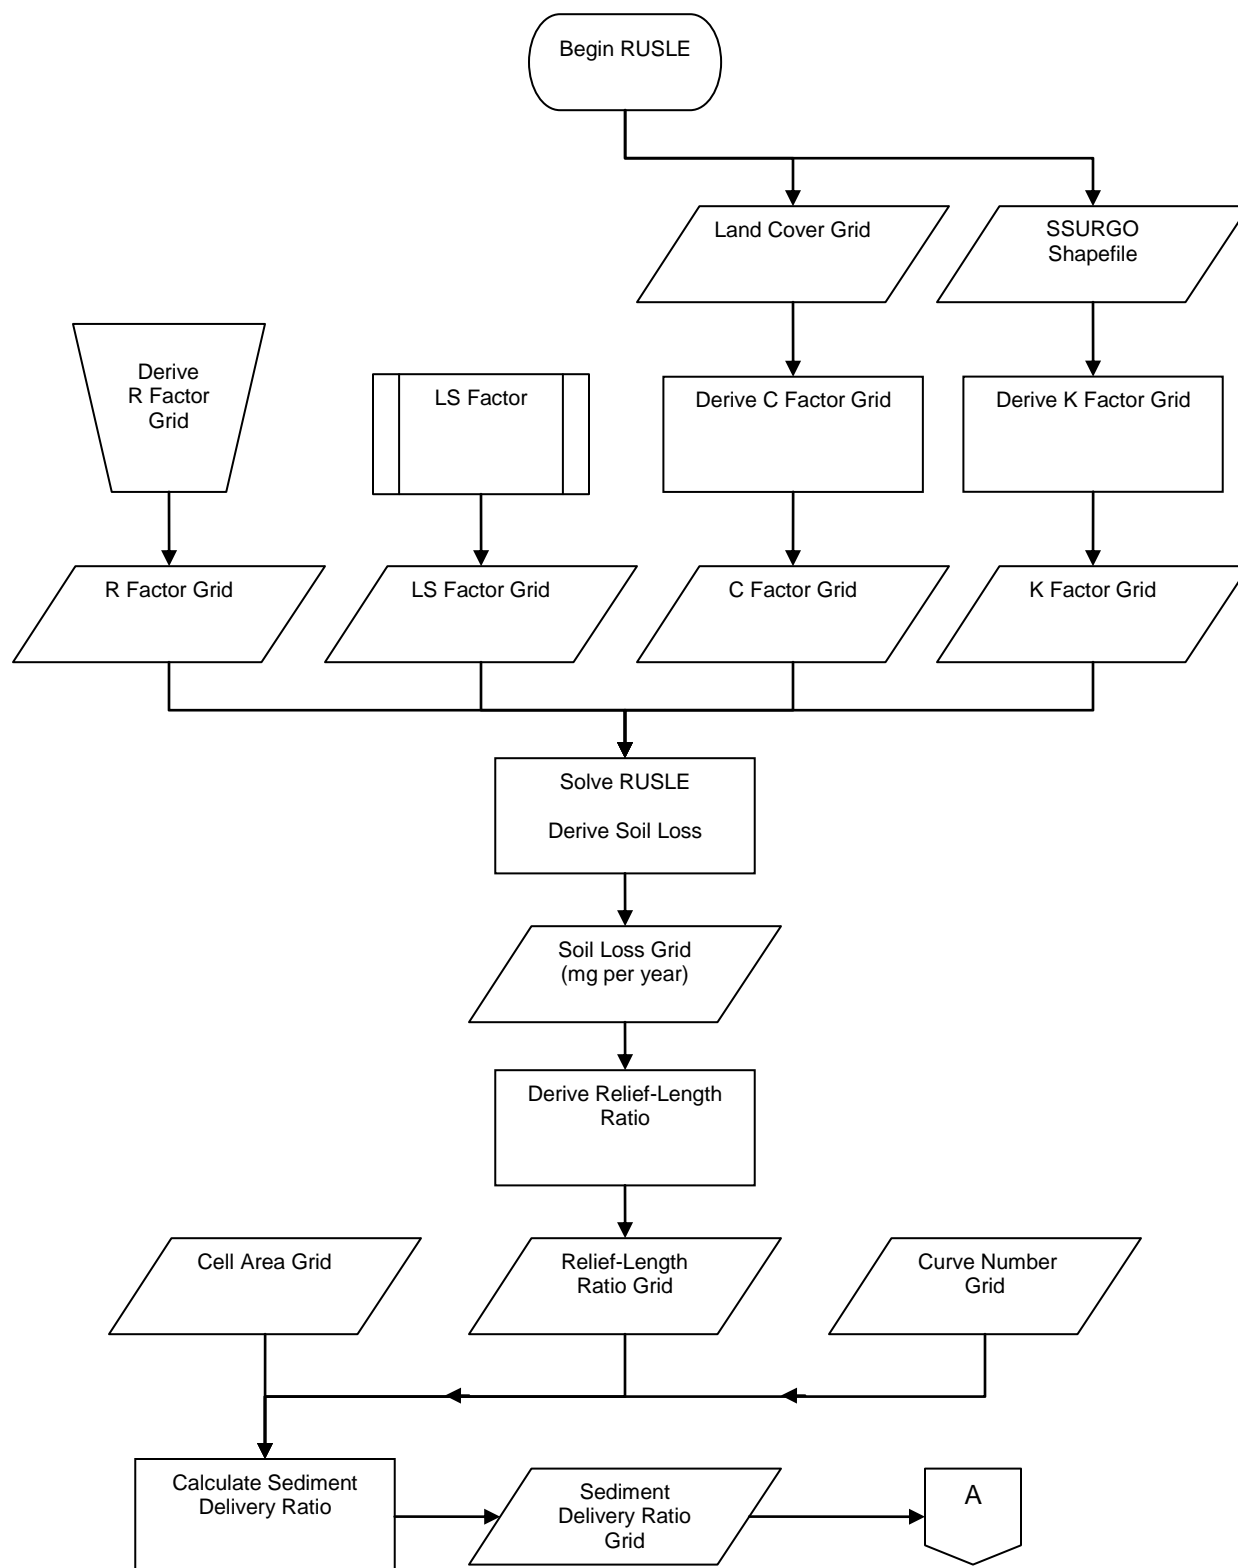 Begin RUSLE
Land Cover Grid
SSURGO
Shapefile
Derive
R Factor
Grid
LS Factor
Derive C Factor Grid
Derive K Factor Grid
R Factor Grid
LS Factor Grid
C Factor Grid
K Factor Grid
Solve RUSLE
Derive Soil Loss
Soil Loss Grid
(mg per year)
Derive Relief-Length
Ratio
Cell Area Grid
Relief-Length
Ratio Grid
Curve Number
Grid
Calculate Sediment
Delivery Ratio
Sediment
Delivery Ratio
Grid
A